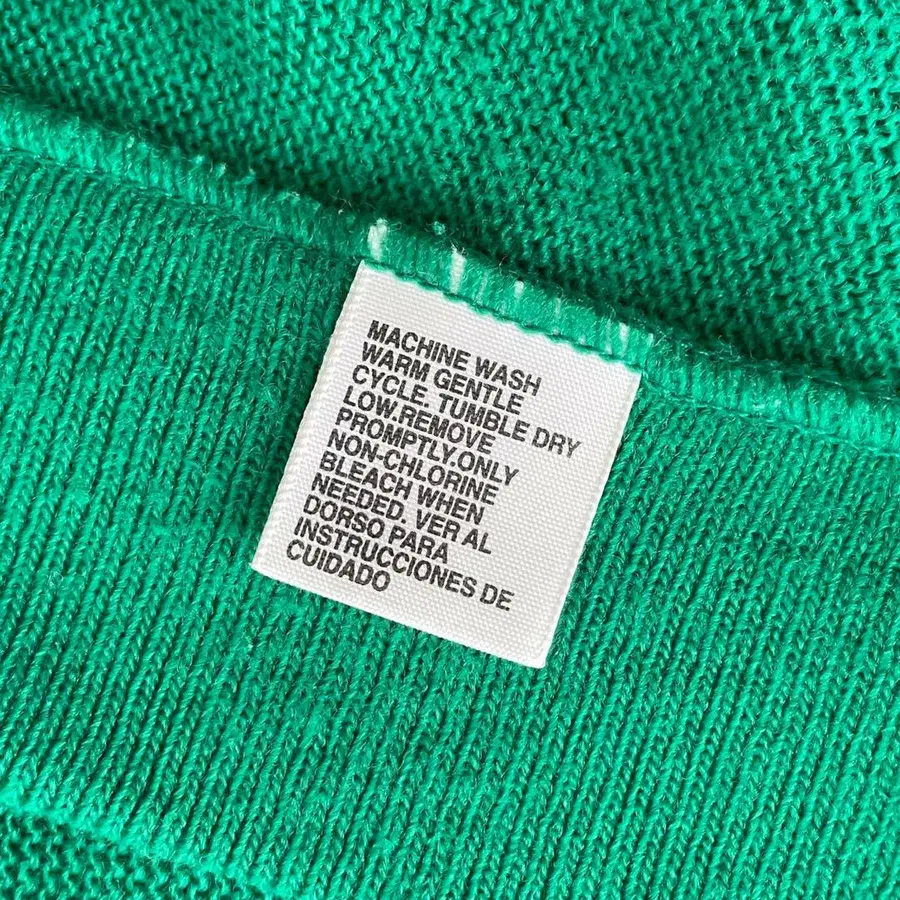 MACHINE WASH
WARM GENTLE
CYCLE. TUMBLE DRY
LOW.REMOVE
PROMPTLY.ONLY
NON-CHLORINE
BLEACH WHEN
NEEDED. VER AL
DORSO PARA
INSTRUCCIONES DE
CUIDADO